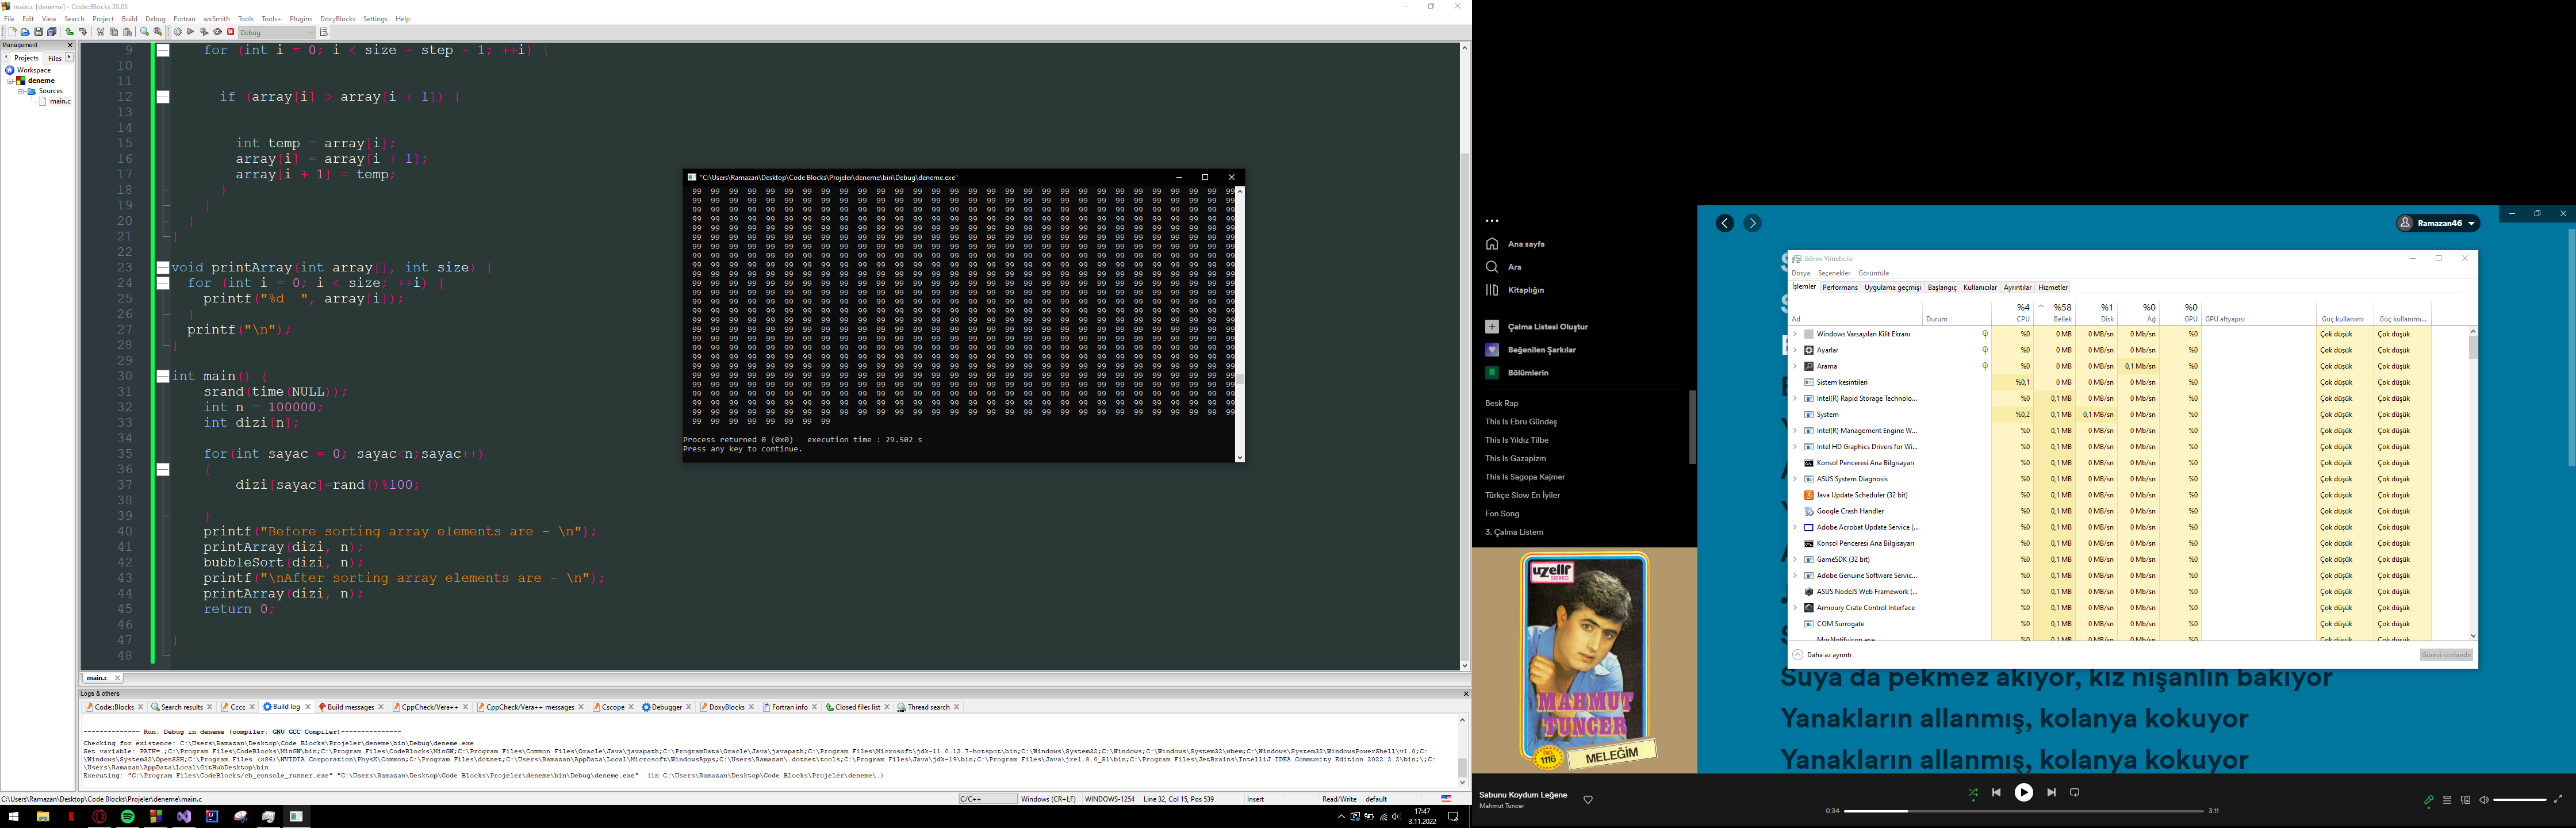 main.c [deneme] - Code::Blocks 20.03
File Edit View Search Project Build Debug Fortran wxSmith Tools Tools+ Plugins DoxyBlocks Settings Help
Debug
Management
Projects Files
Workspace
deneme
Sources
main.c
9 for (int i = 0; i < size - step - 1; ++i) {
10
11
12 if (array[i] > array[i + 1]) {
13
14
15 int temp = array[i];
16 array[i] = array[i + 1];
17 array[i + 1] = temp;
18 }
19 }
20 }
21 }
22
23 void printArray(int array[], int size) {
24 for (int i = 0; i < size; ++i) {
25 printf("%d  ", array[i]);
26 }
27 printf("\n");
28 }
29
30 int main() {
31 srand(time(NULL));
32 int n = 100000;
33 int dizi[n];
34
35 for(int sayac = 0; sayac<n;sayac++)
36 {
37 dizi[sayac]=rand()%100;
38
39 }
40 printf("Before sorting array elements are - \n");
41 printArray(dizi, n);
42 bubbleSort(dizi, n);
43 printf("\nAfter sorting array elements are - \n");
44 printArray(dizi, n);
45 return 0;
46
47 }
48
"C:\Users\Ramazan\Desktop\Code Blocks\Projeler\deneme\bin\Debug\deneme.exe"
99 99 99 99 99 99 99 99 99 99 99 99 99 99 99 99 99 99 99 99 99 99 99 99 99 99 99 99 99 99
99 99 99 99 99 99 99 99
Process returned 0 (0x0)   execution time : 29.502 s
Press any key to continue.
main.c
Logs & others
Code::Blocks Search results Cccc Build log Build messages CppCheck/Vera++ CppCheck/Vera++ messages Cscope Debugger DoxyBlocks Fortran info Closed files list Thread search
-------------- Run: Debug in deneme (compiler: GNU GCC Compiler)---------------
Checking for existence: C:\Users\Ramazan\Desktop\Code Blocks\Projeler\deneme\bin\Debug\deneme.exe
Set variable: PATH=.;C:\Program Files\CodeBlocks\MinGW\bin;C:\Program Files\CodeBlocks\MinGW;C:\Program Files\Common Files\Oracle\Java\javapath;C:\ProgramData\Oracle\Java\javapath;C:\Program Files\Microsoft\jdk-11.0.12.7-hotspot\bin;C:\Windows\System32;C:\Windows;C:\Windows\System32\wbem;C:\Windows\System32\WindowsPowerShell\v1.0;C:
\Windows\System32\OpenSSH;C:\Program Files (x86)\NVIDIA Corporation\PhysX\Common;C:\Program Files\dotnet;C:\Users\Ramazan\AppData\Local\Microsoft\WindowsApps;C:\Users\Ramazan\.dotnet\tools;C:\Program Files\Java\jdk-19\bin;C:\Program Files\Java\jre1.8.0_51\bin;C:\Program Files\JetBrains\IntelliJ IDEA Community Edition 2022.2.2\bin;\;C:
\Users\Ramazan\AppData\Local\GitHubDesktop\bin
Executing: "C:\Program Files\CodeBlocks/cb_console_runner.exe" "C:\Users\Ramazan\Desktop\Code Blocks\Projeler\deneme\bin\Debug\deneme.exe"  (in C:\Users\Ramazan\Desktop\Code Blocks\Projeler\deneme\.)
C:\Users\Ramazan\Desktop\Code Blocks\Projeler\deneme\main.c C/C++ Windows (CR+LF) WINDOWS-1254 Line 32, Col 15, Pos 539 Insert Read/Write default
17:47
3.11.2022
Ana sayfa
Ara
Kitaplığın
Çalma Listesi Oluştur
Beğenilen Şarkılar
Bölümlerin
Besk Rap
This Is Ebru Gündeş
This Is Yıldız Tilbe
This Is Gazapizm
This Is Sagopa Kajmer
Türkçe Slow En İyiler
Fon Song
3. Çalma Listem
uzelli
STEREO
MAHMUT
TUNCER
no.
1116
MELEĞİM
Ramazan46
Görev Yöneticisi
Dosya Seçenekler Görüntüle
İşlemler Performans Uygulama geçmişi Başlangıç Kullanıcılar Ayrıntılar Hizmetler
%4 %58 %1 %0 %0
Ad Durum CPU Bellek Disk Ağ GPU GPU altyapısı Güç kullanımı Güç kullanımı...
Windows Varsayılan Kilit Ekranı %0 0 MB 0 MB/sn 0 Mb/sn %0 Çok düşük Çok düşük
Ayarlar %0 0 MB 0 MB/sn 0 Mb/sn %0 Çok düşük Çok düşük
Arama %0 0 MB 0 MB/sn 0,1 Mb/sn %0 Çok düşük Çok düşük
Sistem kesintileri %0,1 0 MB 0 MB/sn 0 Mb/sn %0 Çok düşük Çok düşük
Intel(R) Rapid Storage Technolo... %0 0,1 MB 0 MB/sn 0 Mb/sn %0 Çok düşük Çok düşük
System %0,2 0,1 MB 0,1 MB/sn 0 Mb/sn %0 Çok düşük Çok düşük
Intel(R) Management Engine W... %0 0,1 MB 0 MB/sn 0 Mb/sn %0 Çok düşük Çok düşük
Intel HD Graphics Drivers for Wi... %0 0,1 MB 0 MB/sn 0 Mb/sn %0 Çok düşük Çok düşük
Konsol Penceresi Ana Bilgisayarı %0 0,1 MB 0 MB/sn 0 Mb/sn %0 Çok düşük Çok düşük
ASUS System Diagnosis %0 0,1 MB 0 MB/sn 0 Mb/sn %0 Çok düşük Çok düşük
Java Update Scheduler (32 bit) %0 0,1 MB 0 MB/sn 0 Mb/sn %0 Çok düşük Çok düşük
Google Crash Handler %0 0,1 MB 0 MB/sn 0 Mb/sn %0 Çok düşük Çok düşük
Adobe Acrobat Update Service (... %0 0,1 MB 0 MB/sn 0 Mb/sn %0 Çok düşük Çok düşük
Konsol Penceresi Ana Bilgisayarı %0 0,1 MB 0 MB/sn 0 Mb/sn %0 Çok düşük Çok düşük
GameSDK (32 bit) %0 0,1 MB 0 MB/sn 0 Mb/sn %0 Çok düşük Çok düşük
Adobe Genuine Software Servic... %0 0,1 MB 0 MB/sn 0 Mb/sn %0 Çok düşük Çok düşük
ASUS NodeJS Web Framework (... %0 0,1 MB 0 MB/sn 0 Mb/sn %0 Çok düşük Çok düşük
Armoury Crate Control Interface %0 0,1 MB 0 MB/sn 0 Mb/sn %0 Çok düşük Çok düşük
COM Surrogate %0 0,1 MB 0 MB/sn 0 Mb/sn %0 Çok düşük Çok düşük
MusNotifyIcon.exe %0 0,1 MB 0 MB/sn 0 Mb/sn %0 Çok düşük Çok düşük
Daha az ayrıntı Görevi sonlandır
Suya da pekmez akıyor, kız nişanlın bakıyor
Yanakların allanmış, kolanya kokuyor
Yanakların allanmış, kolanya kokuyor
Sabunu Koydum Leğene
Mahmut Tuncer
0:34 3:11